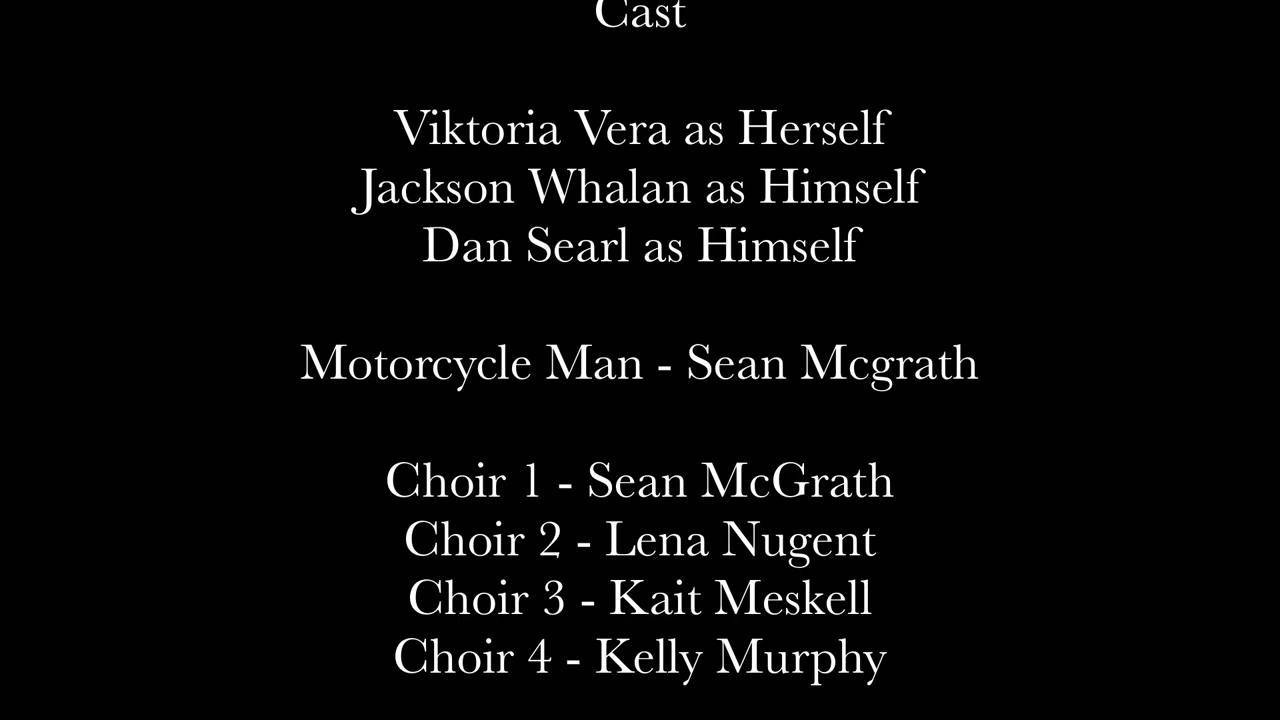 Cast
Viktoria Vera as Herself
Jackson Whalan as Himself
Dan Searl as Himself
Motorcycle Man - Sean Mcgrath
Choir 1 - Sean McGrath
Choir 2 - Lena Nugent
Choir 3 - Kait Meskell
Choir 4 - Kelly Murphy